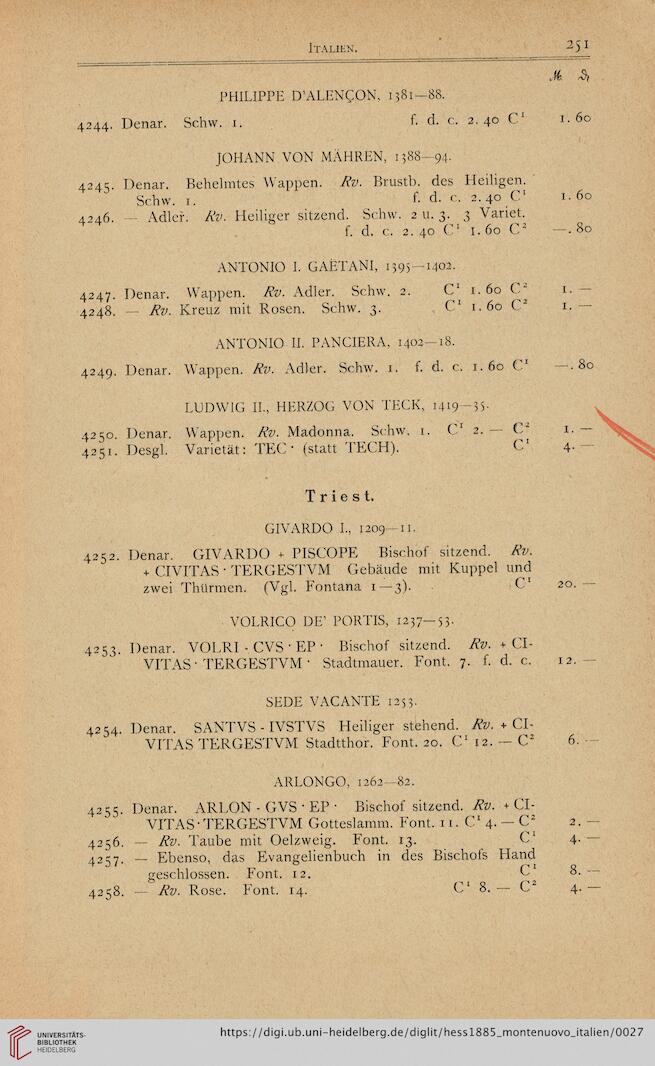 Italien. 251
ℳ ₰
PHILIPPE D'ALENÇON, 1381—88.
4244. Denar. Schw. 1. f. d. c. 2.40 C¹ 1.60
JOHANN VON MÄHREN, 1388—94.
4245. Denar. Behelmtes Wappen. Rv. Brustb. des Heiligen.
Schw. 1. f. d. c. 2.40 C¹ 1.60
4246. — Adler. Rv. Heiliger sitzend. Schw. 2 u. 3. 3 Variet.
f. d. c. 2.40 C¹ 1.60 C² —.80
ANTONIO I. GAËTANI, 1395—1402.
4247. Denar. Wappen. Rv. Adler. Schw. 2. C¹ 1.60 C² 1.—
4248. — Rv. Kreuz mit Rosen. Schw. 3. C¹ 1.60 C² 1.—
ANTONIO II. PANCIERA, 1402—18.
4249. Denar. Wappen. Rv. Adler. Schw. 1. f. d. c. 1.60 C¹ —.80
LUDWIG II., HERZOG VON TECK, 1419—35.
4250. Denar. Wappen. Rv. Madonna. Schw. 1. C¹ 2.— C² 1.—
4251. Desgl. Varietät: TEC · (statt TECH). C¹ 4.—
Triest.
GIVARDO I., 1209—11.
4252. Denar. GIVARDO + PISCOPE Bischof sitzend. Rv.
+ CIVITAS · TERGESTVM Gebäude mit Kuppel und
zwei Thürmen. (Vgl. Fontana 1—3). C¹ 20.—
VOLRICO DE' PORTIS, 1237—53.
4253. Denar. VOLRI - CVS · EP · Bischof sitzend. Rv. + CI-
VITAS · TERGESTVM · Stadtmauer. Font. 7. f. d. c. 12.—
SEDE VACANTE 1253.
4254. Denar. SANTVS - IVSTVS Heiliger stehend. Rv. + CI-
VITAS TERGESTVM Stadtthor. Font. 20. C¹ 12.— C² 6.—
ARLONGO, 1262—82.
4255. Denar. ARLON - GVS · EP · Bischof sitzend. Rv. + CI-
VITAS · TERGESTVM Gotteslamm. Font. 11. C¹ 4.— C² 2.—
4256. — Rv. Taube mit Oelzweig. Font. 13. C¹ 4.—
4257. — Ebenso, das Evangelienbuch in des Bischofs Hand
geschlossen. Font. 12. C¹ 8.—
4258. — Rv. Rose. Font. 14. C¹ 8.— C² 4.—
UNIVERSITÄTS-
BIBLIOTHEK
HEIDELBERG
https://digi.ub.uni-heidelberg.de/diglit/hess1885_montenuovo_italien/0027